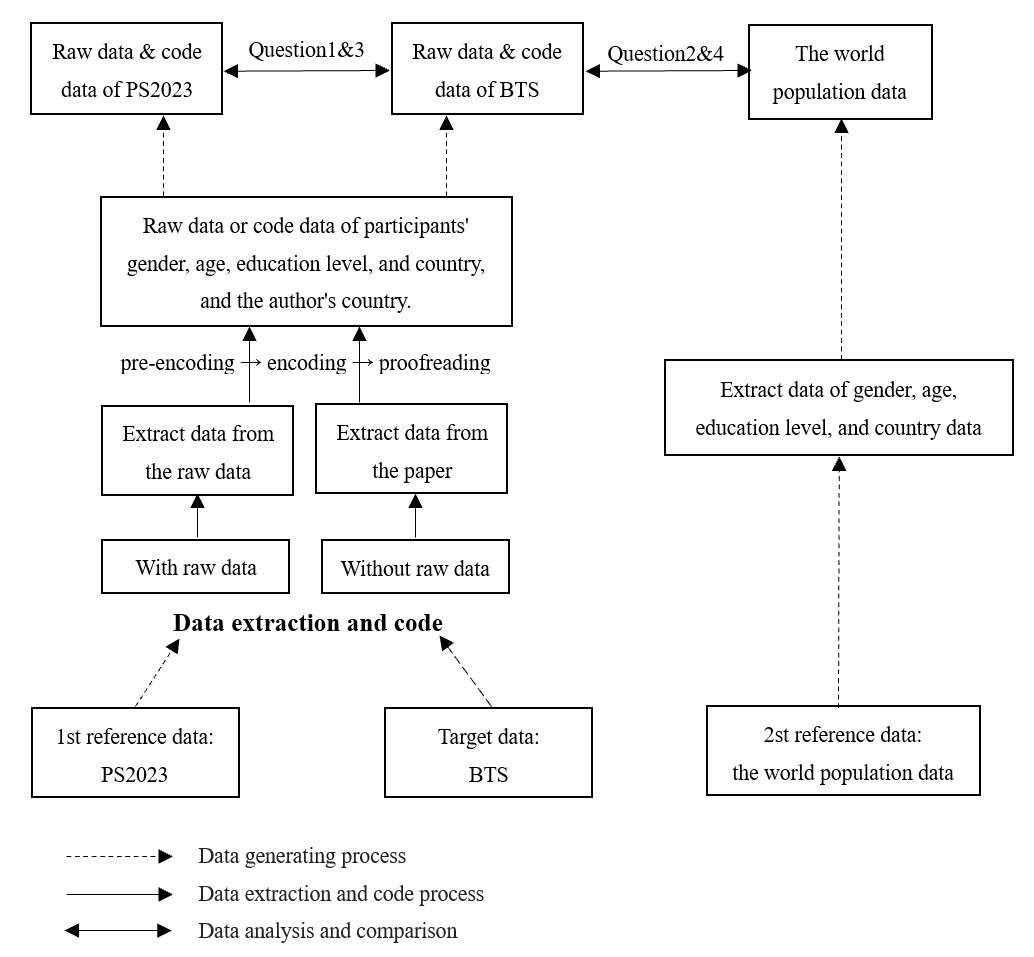 Raw data & code
data of PS2023
Question1&3
Raw data & code
data of BTS
Question2&4
The world
population data
Raw data or code data of participants'
gender, age, education level, and country,
and the author's country.
pre-encoding → encoding → proofreading
Extract data from
the raw data
Extract data from
the paper
Extract data of gender, age,
education level, and country data
With raw data
Without raw data
Data extraction and code
1st reference data:
PS2023
Target data:
BTS
2st reference data:
the world population data
Data generating process
Data extraction and code process
Data analysis and comparison